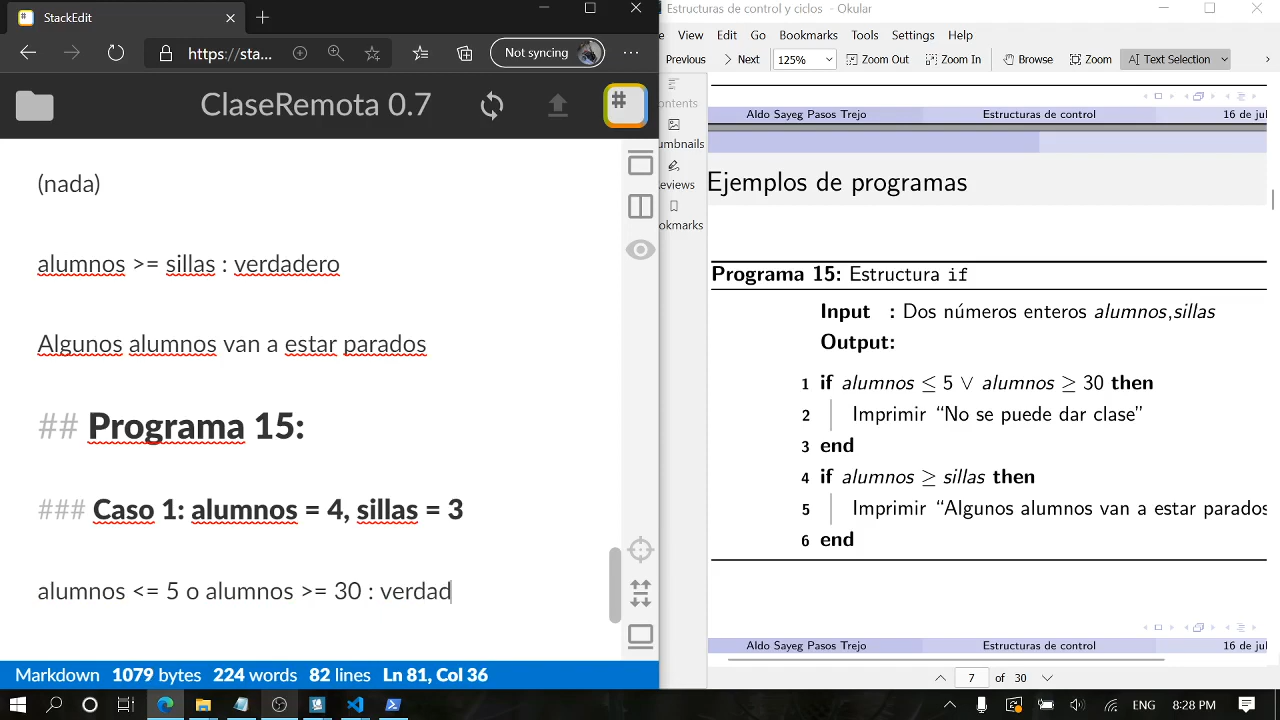 StackEdit
https://sta...
Not syncing
ClaseRemota 0.7
(nada)
alumnos >= sillas : verdadero
Algunos alumnos van a estar parados
## Programa 15:
### Caso 1: alumnos = 4, sillas = 3
alumnos <= 5 o alumnos >= 30 : verdad
Markdown 1079 bytes 224 words 82 lines Ln 81, Col 36
Estructuras de control y ciclos - Okular
e View Edit Go Bookmarks Tools Settings Help
Previous Next 125% Zoom Out Zoom In Browse Zoom Text Selection
ontents
umbnails
eviews
okmarks
Aldo Sayeg Pasos Trejo Estructuras de control 16 de jul
Ejemplos de programas
Programa 15: Estructura if
Input : Dos números enteros alumnos,sillas
Output:
1 if alumnos ≤ 5 ∨ alumnos ≥ 30 then
2 Imprimir “No se puede dar clase”
3 end
4 if alumnos ≥ sillas then
5 Imprimir “Algunos alumnos van a estar parados
6 end
Aldo Sayeg Pasos Trejo Estructuras de control 16 de jul
7 of 30
ENG 8:28 PM